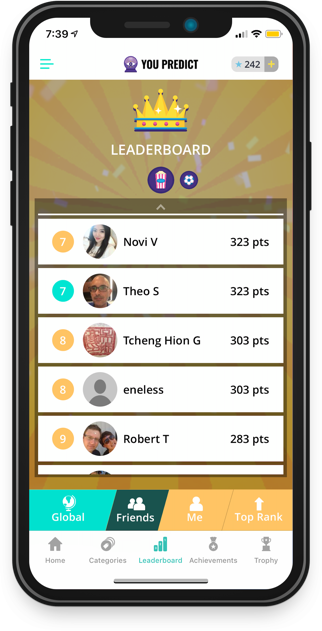 7:39
YOU PREDICT
242 +
LEADERBOARD
7 Novi V 323 pts
7 Theo S 323 pts
8 Tcheng Hion G 303 pts
8 eneless 303 pts
9 Robert T 283 pts
Global Friends Me Top Rank
Home Categories Leaderboard Achievements Trophy